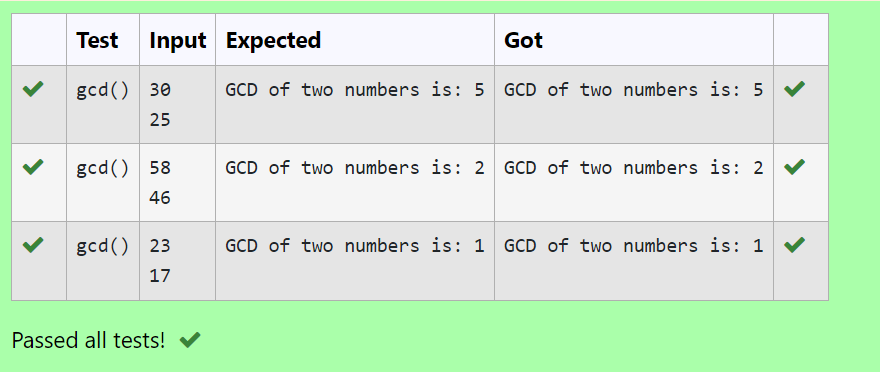 Test Input Expected Got
gcd() 30 GCD of two numbers is: 5 GCD of two numbers is: 5
25
gcd() 58 GCD of two numbers is: 2 GCD of two numbers is: 2
46
gcd() 23 GCD of two numbers is: 1 GCD of two numbers is: 1
17
Passed all tests!